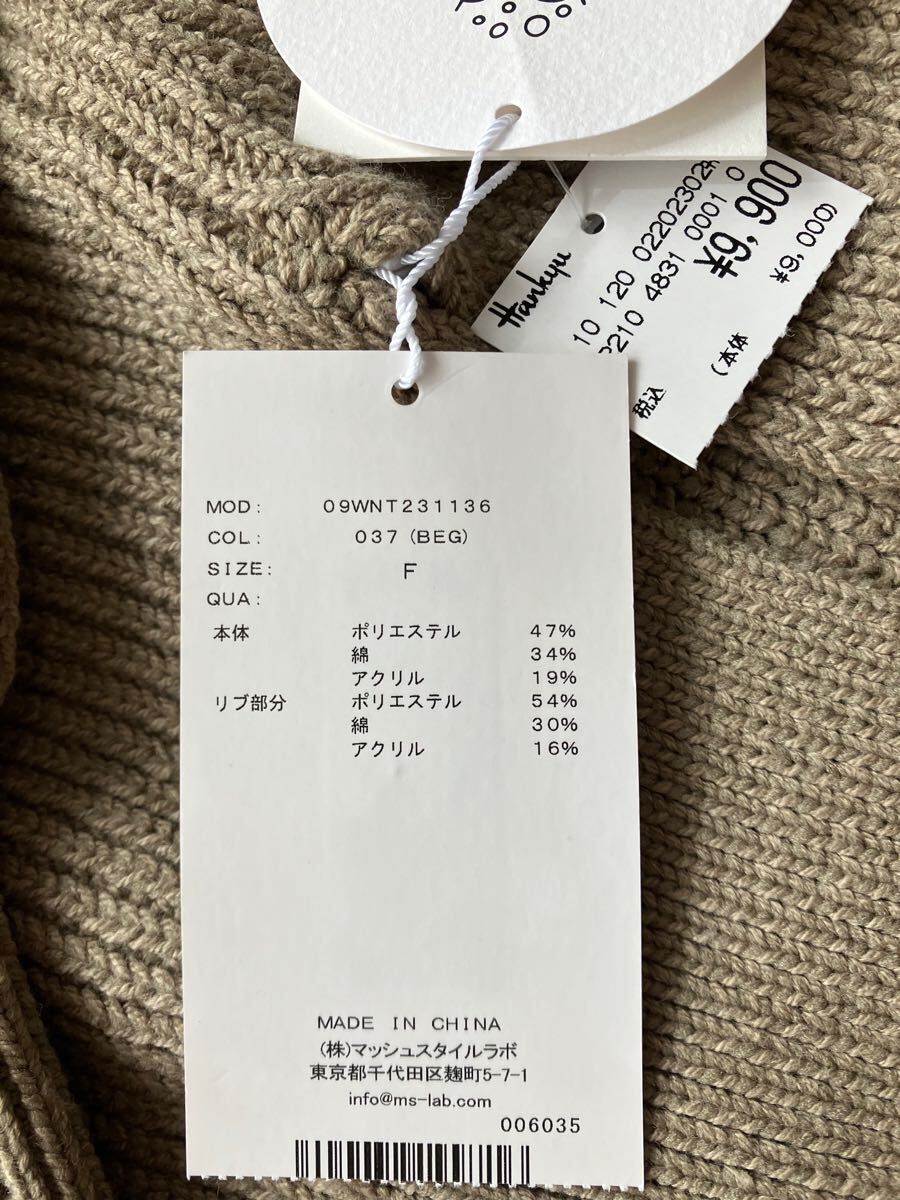 Hankyu
10 120 02202302
210 4831 0001 0
税込 ¥9,900
(本体 ¥9,000)
MOD: 09WNT231136
COL: 037(BEG)
SIZE: F
QUA:
本体 ポリエステル 47%
綿 34%
アクリル 19%
リブ部分 ポリエステル 54%
綿 30%
アクリル 16%
MADE IN CHINA
(株)マッシュスタイルラボ
東京都千代田区麹町5-7-1
info@ms-lab.com
006035